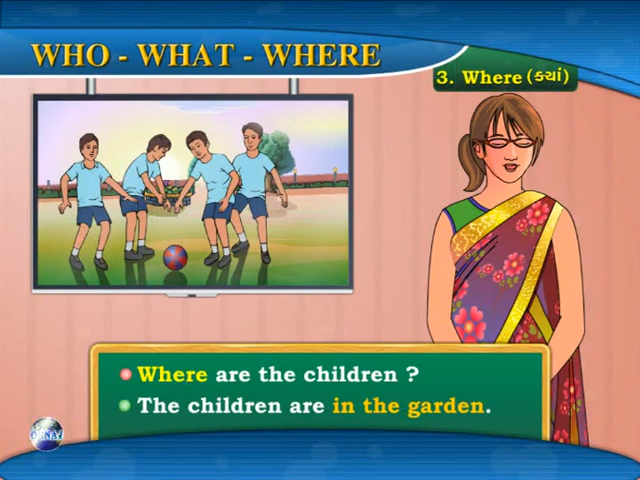 WHO - WHAT - WHERE
3. Where (ક્યાં)
Where are the children ?
The children are in the garden.